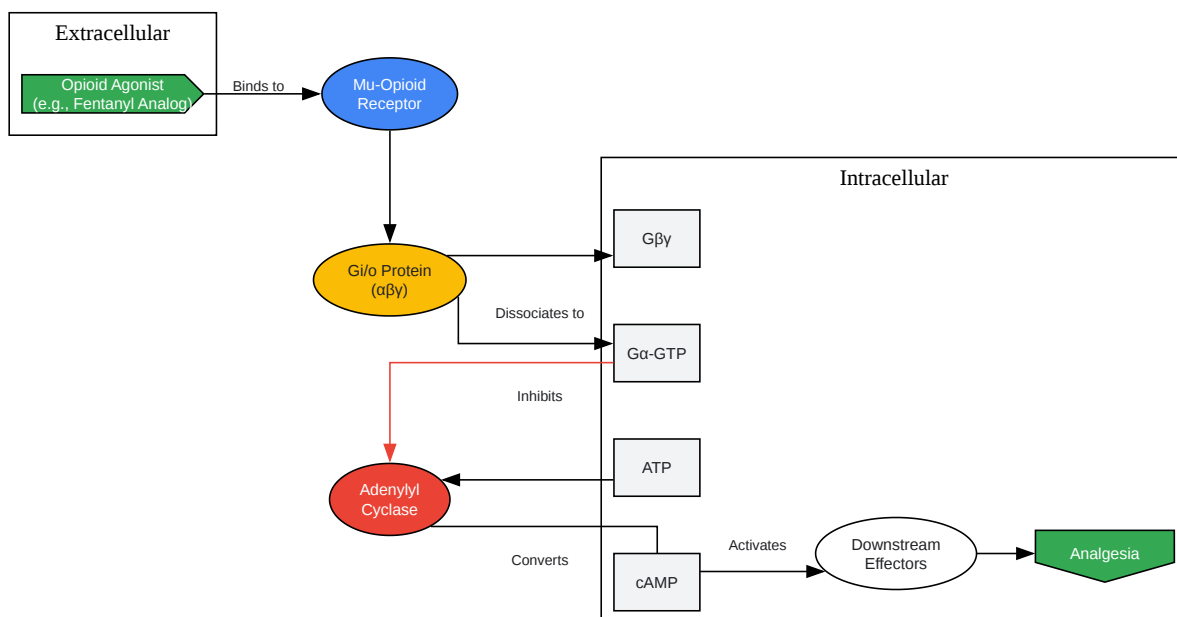 Extracellular
Opioid Agonist
(e.g., Fentanyl Analog)
Binds to
Mu-Opioid
Receptor
Intracellular
Gβγ
Gi/o Protein
(αβγ)
Dissociates to
Gα-GTP
Inhibits
ATP
Adenylyl
Cyclase
Converts
cAMP
Activates
Downstream
Effectors
Analgesia